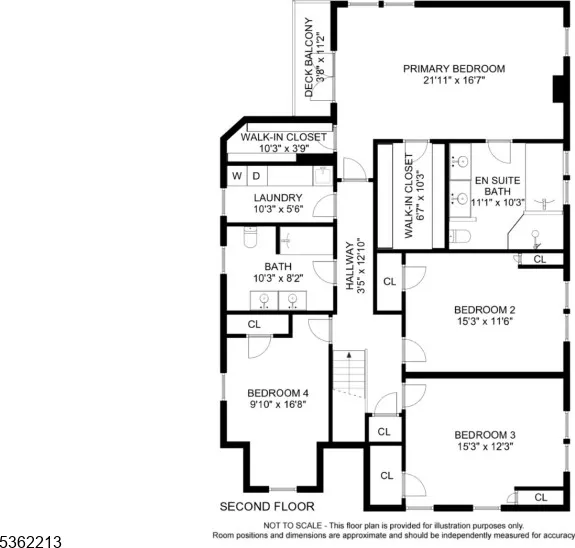 DECK BALCONY
3'8" x 11'2"
PRIMARY BEDROOM
21'11" x 16'7"
WALK-IN CLOSET
10'3" x 3'9"
W D
LAUNDRY
10'3" x 5'6"
WALK-IN CLOSET
6'7" x 10'3"
EN SUITE
BATH
11'1" x 10'3"
HALLWAY
3'5" x 12'10"
BATH
10'3" x 8'2"
CL
CL
BEDROOM 2
15'3" x 11'6"
CL
BEDROOM 4
9'10" x 16'8"
CL
BEDROOM 3
15'3" x 12'3"
CL
CL
SECOND FLOOR
NOT TO SCALE - This floor plan is provided for illustration purposes only.
Room positions and dimensions are approximate and should be independently measured for accuracy
5362213